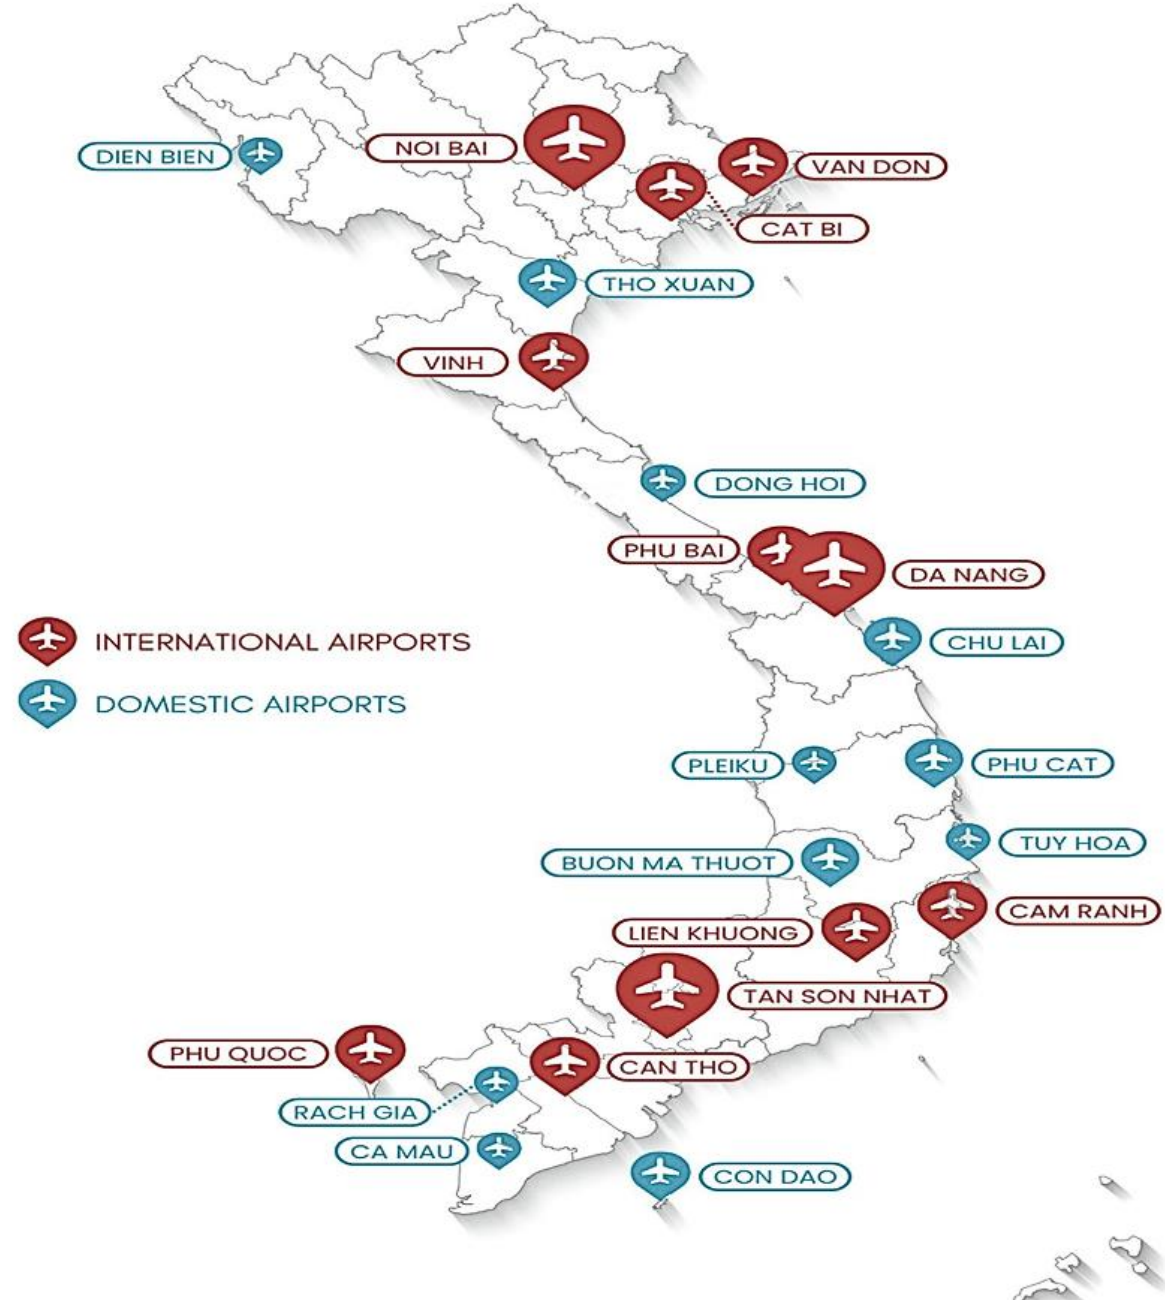 DIEN BIEN
NOI BAI
VAN DON
CAT BI
THO XUAN
VINH
DONG HOI
PHU BAI
DA NANG
INTERNATIONAL AIRPORTS
CHU LAI
DOMESTIC AIRPORTS
PLEIKU
PHU CAT
TUY HOA
BUON MA THUOT
CAM RANH
LIEN KHUONG
TAN SON NHAT
PHU QUOC
CAN THO
RACH GIA
CA MAU
CON DAO